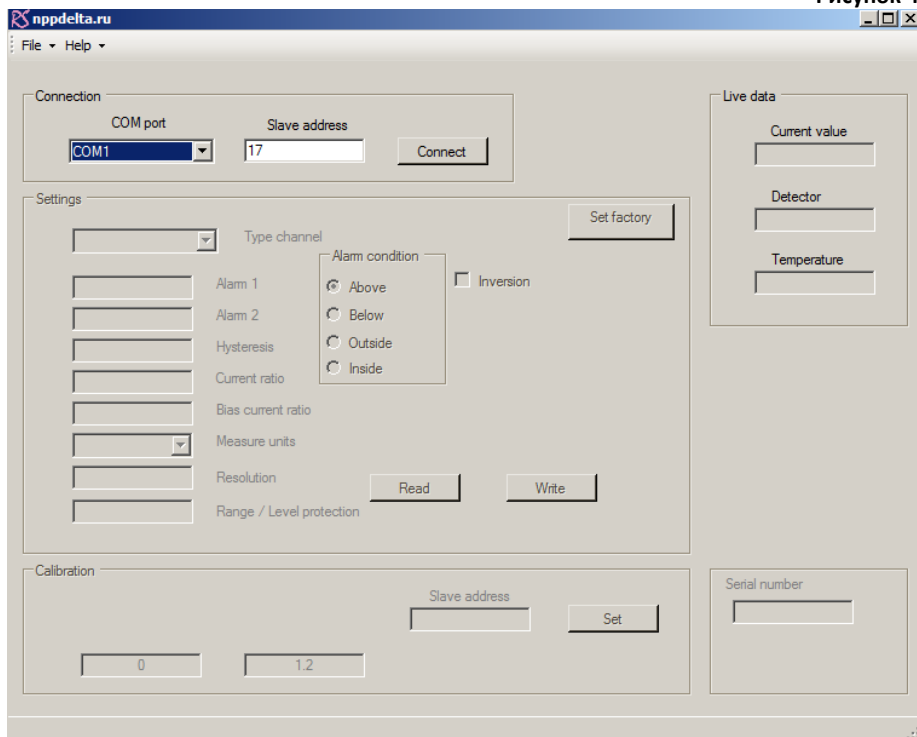 nppdelta.ru
File Help
Connection
COM port Slave address
COM1 17 Connect
Live data
Current value
Detector
Temperature
Settings
Set factory
Type channel
Alarm condition
Alarm 1 Above Inversion
Alarm 2 Below
Hysteresis Outside
Current ratio Inside
Bias current ratio
Measure units
Resolution Read Write
Range / Level protection
Calibration
Slave address
Set
0 1.2
Serial number